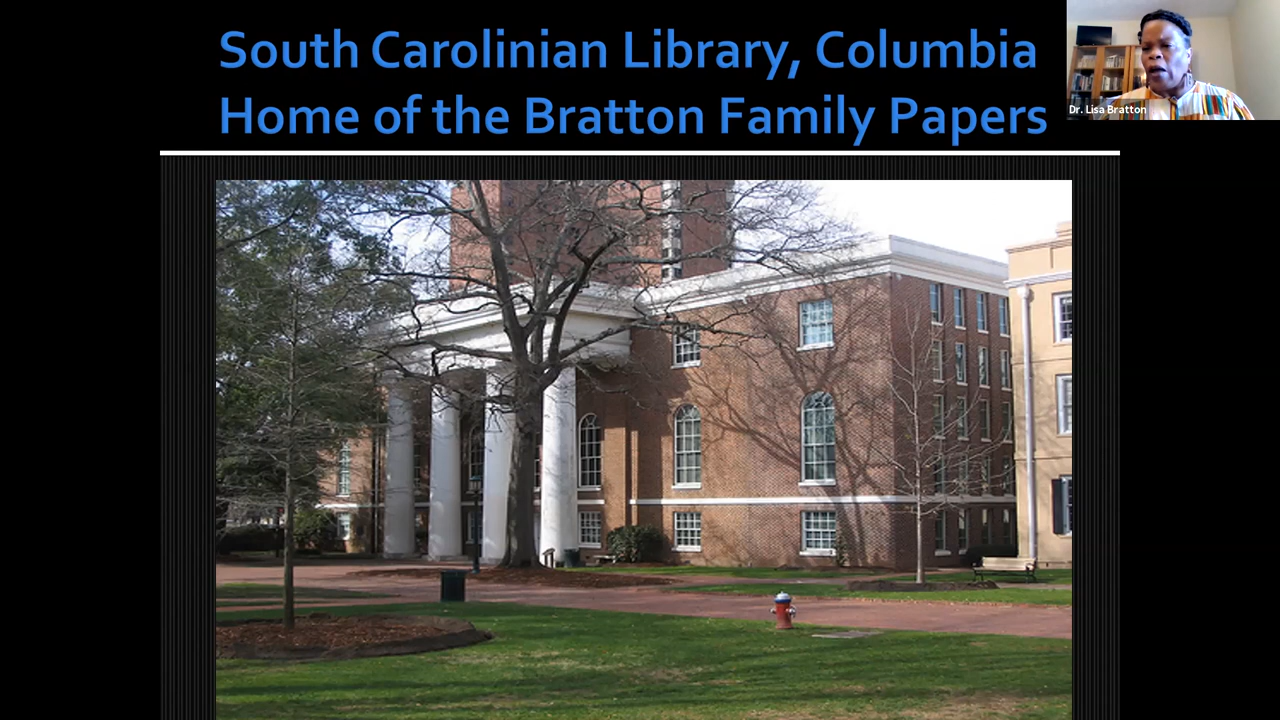 South Carolinian Library, Columbia
Home of the Bratton Family Papers
Dr. Lisa Bratton